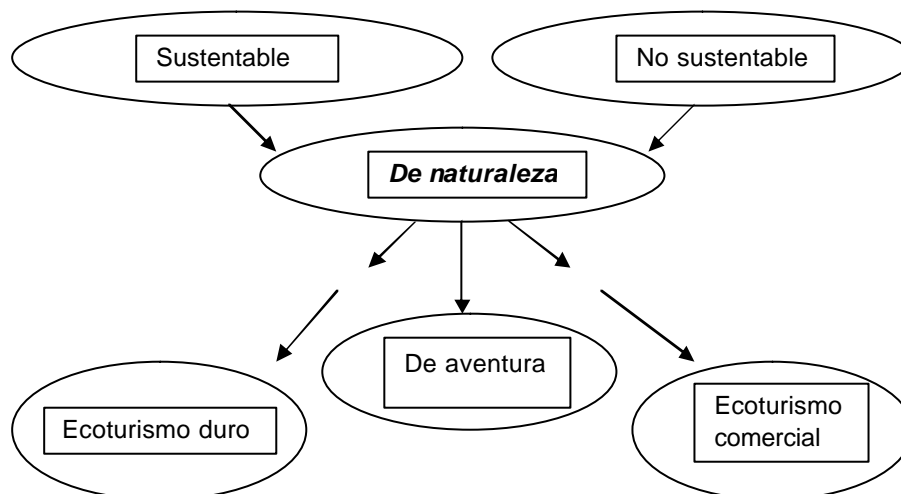 Sustentable
No sustentable
De naturaleza
De aventura
Ecoturismo duro
Ecoturismo
comercial